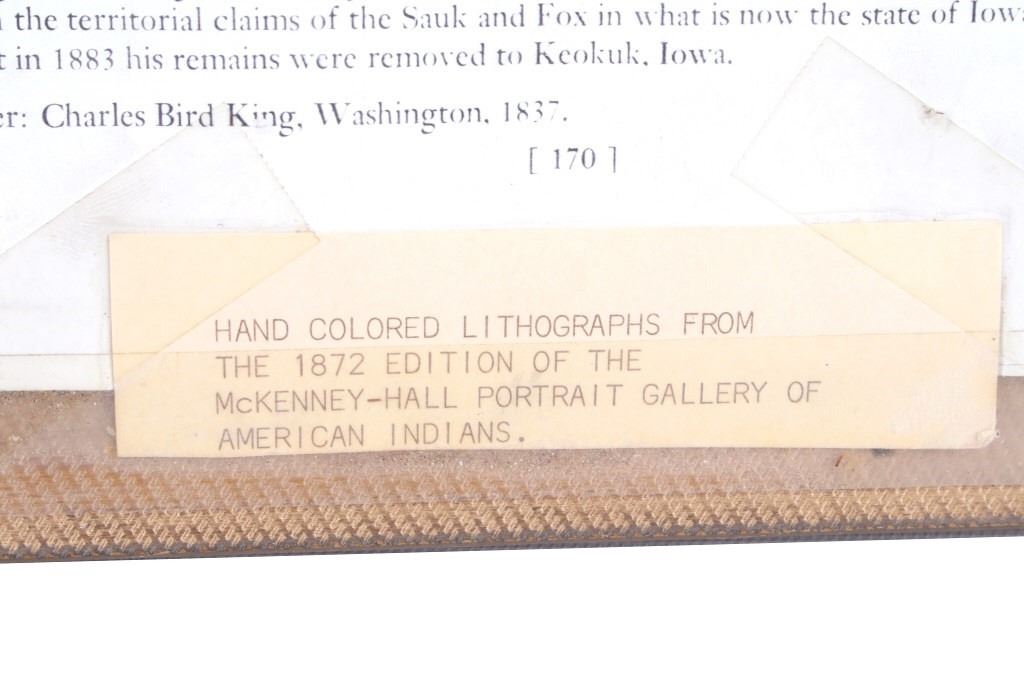 the territorial claims of the Sauk and Fox in what is now the state of Iowa
in 1883 his remains were removed to Keokuk, Iowa.
Charles Bird King, Washington, 1837.
[ 170 ]
HAND COLORED LITHOGRAPHS FROM
THE 1872 EDITION OF THE
McKENNEY-HALL PORTRAIT GALLERY OF
AMERICAN INDIANS.